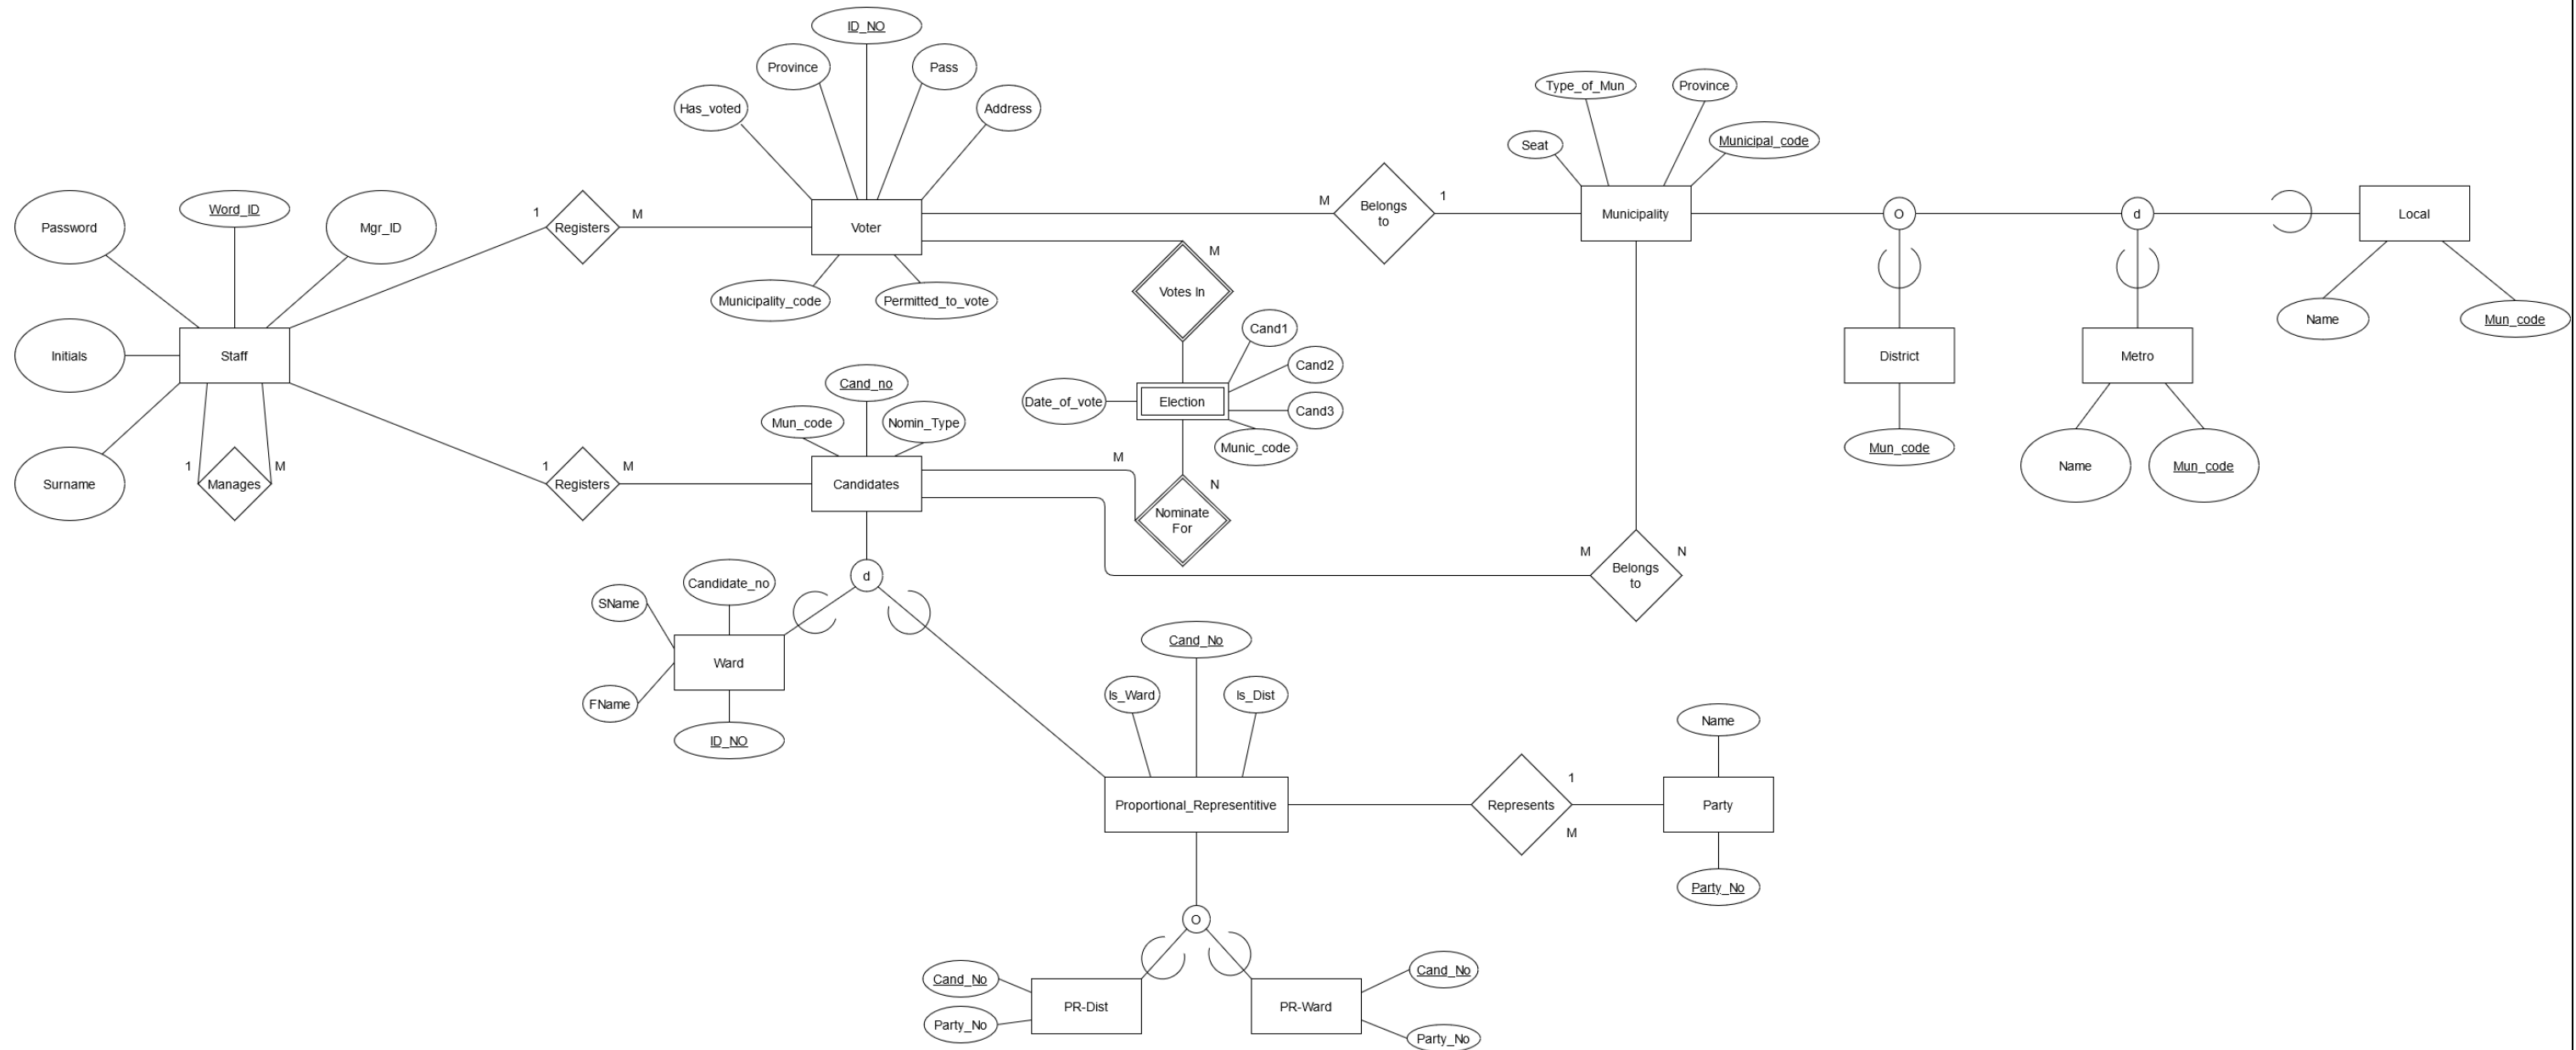 ID_NO
Province
Pass
Has_voted
Address
Type_of_Mun
Province
Seat
Municipal_code
Password
Word_ID
Mgr_ID
1
Registers
M
Voter
M
Belongs
to
1
Municipality
O
d
Local
Municipality_code
Permitted_to_vote
M
Votes In
Name
Mun_code
Initials
Staff
Cand1
Cand2
Cand3
Date_of_vote
Election
Munic_code
District
Metro
Mun_code
Name
Mun_code
Cand_no
Mun_code
Nomin_Type
Surname
1
Manages
M
1
Registers
M
Candidates
M
N
Nominate
For
M
N
Belongs
to
d
Candidate_no
SName
Ward
FName
ID_NO
Cand_No
Is_Ward
Is_Dist
Proportional_Representitive
1
Represents
M
Name
Party
Party_No
O
Cand_No
Party_No
PR-Dist
PR-Ward
Cand_No
Party_No